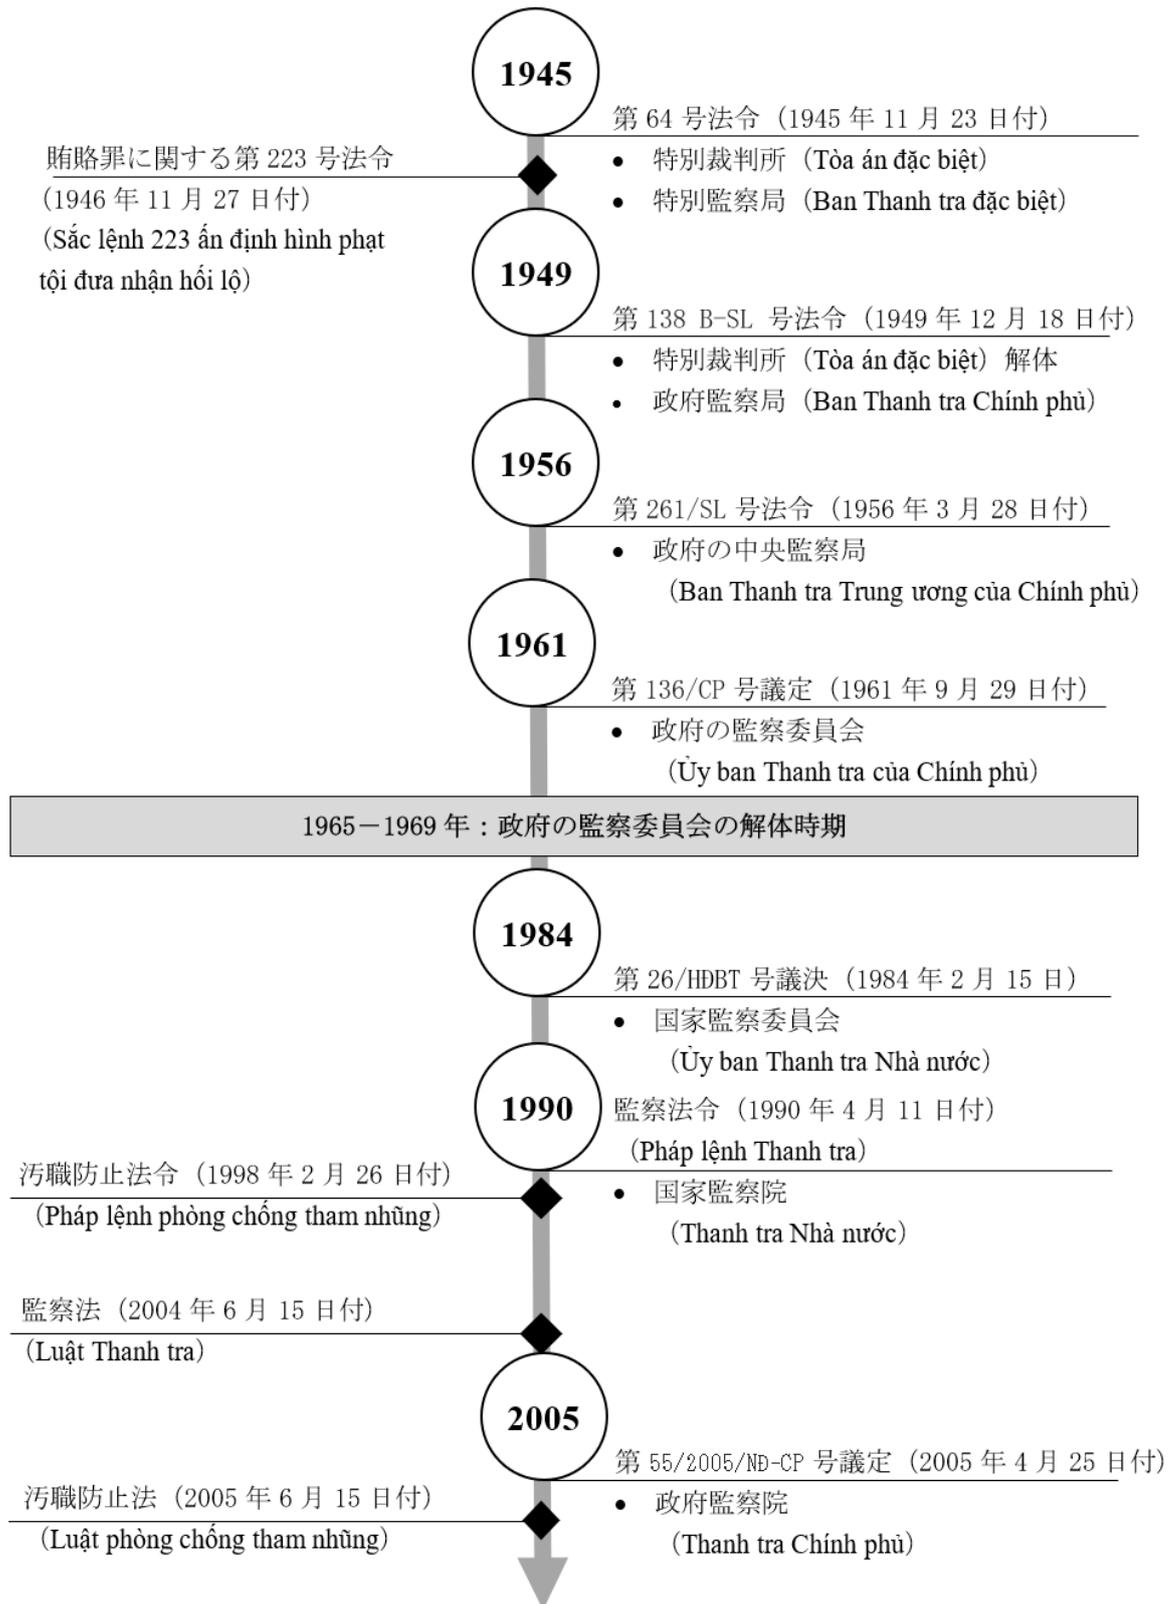 1945
第 64 号法令（1945 年 11 月 23 日付）
• 特別裁判所（Tòa án đặc biệt）
• 特別監察局（Ban Thanh tra đặc biệt）
賄賂罪に関する第 223 号法令
（1946 年 11 月 27 日付）
（Sắc lệnh 223 ấn định hình phạt
tội đưa nhận hối lộ）
1949
第 138 B-SL 号法令（1949 年 12 月 18 日付）
• 特別裁判所（Tòa án đặc biệt）解体
• 政府監察局（Ban Thanh tra Chính phủ）
1956
第 261/SL 号法令（1956 年 3 月 28 日付）
• 政府の中央監察局
（Ban Thanh tra Trung ương của Chính phủ）
1961
第 136/CP 号議定（1961 年 9 月 29 日付）
• 政府の監察委員会
（Ủy ban Thanh tra của Chính phủ）
1965－1969 年：政府の監察委員会の解体時期
1984
第 26/HĐBT 号議決（1984 年 2 月 15 日）
• 国家監察委員会
（Ủy ban Thanh tra Nhà nước）
1990
監察法令（1990 年 4 月 11 日付）
（Pháp lệnh Thanh tra）
• 国家監察院
（Thanh tra Nhà nước）
汚職防止法令（1998 年 2 月 26 日付）
（Pháp lệnh phòng chống tham nhũng）
監察法（2004 年 6 月 15 日付）
（Luật Thanh tra）
2005
第 55/2005/NĐ-CP 号議定（2005 年 4 月 25 日付）
• 政府監察院
（Thanh tra Chính phủ）
汚職防止法（2005 年 6 月 15 日付）
（Luật phòng chống tham nhũng）